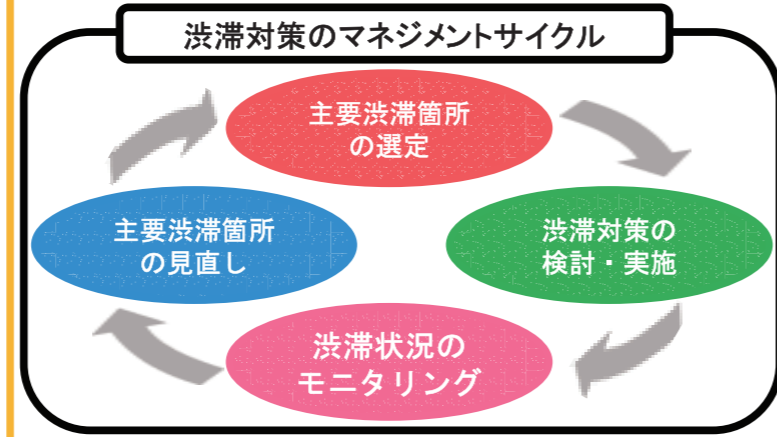 渋滞対策のマネジメントサイクル
主要渋滞箇所
の選定
渋滞対策の
検討・実施
渋滞状況の
モニタリング
主要渋滞箇所
の見直し